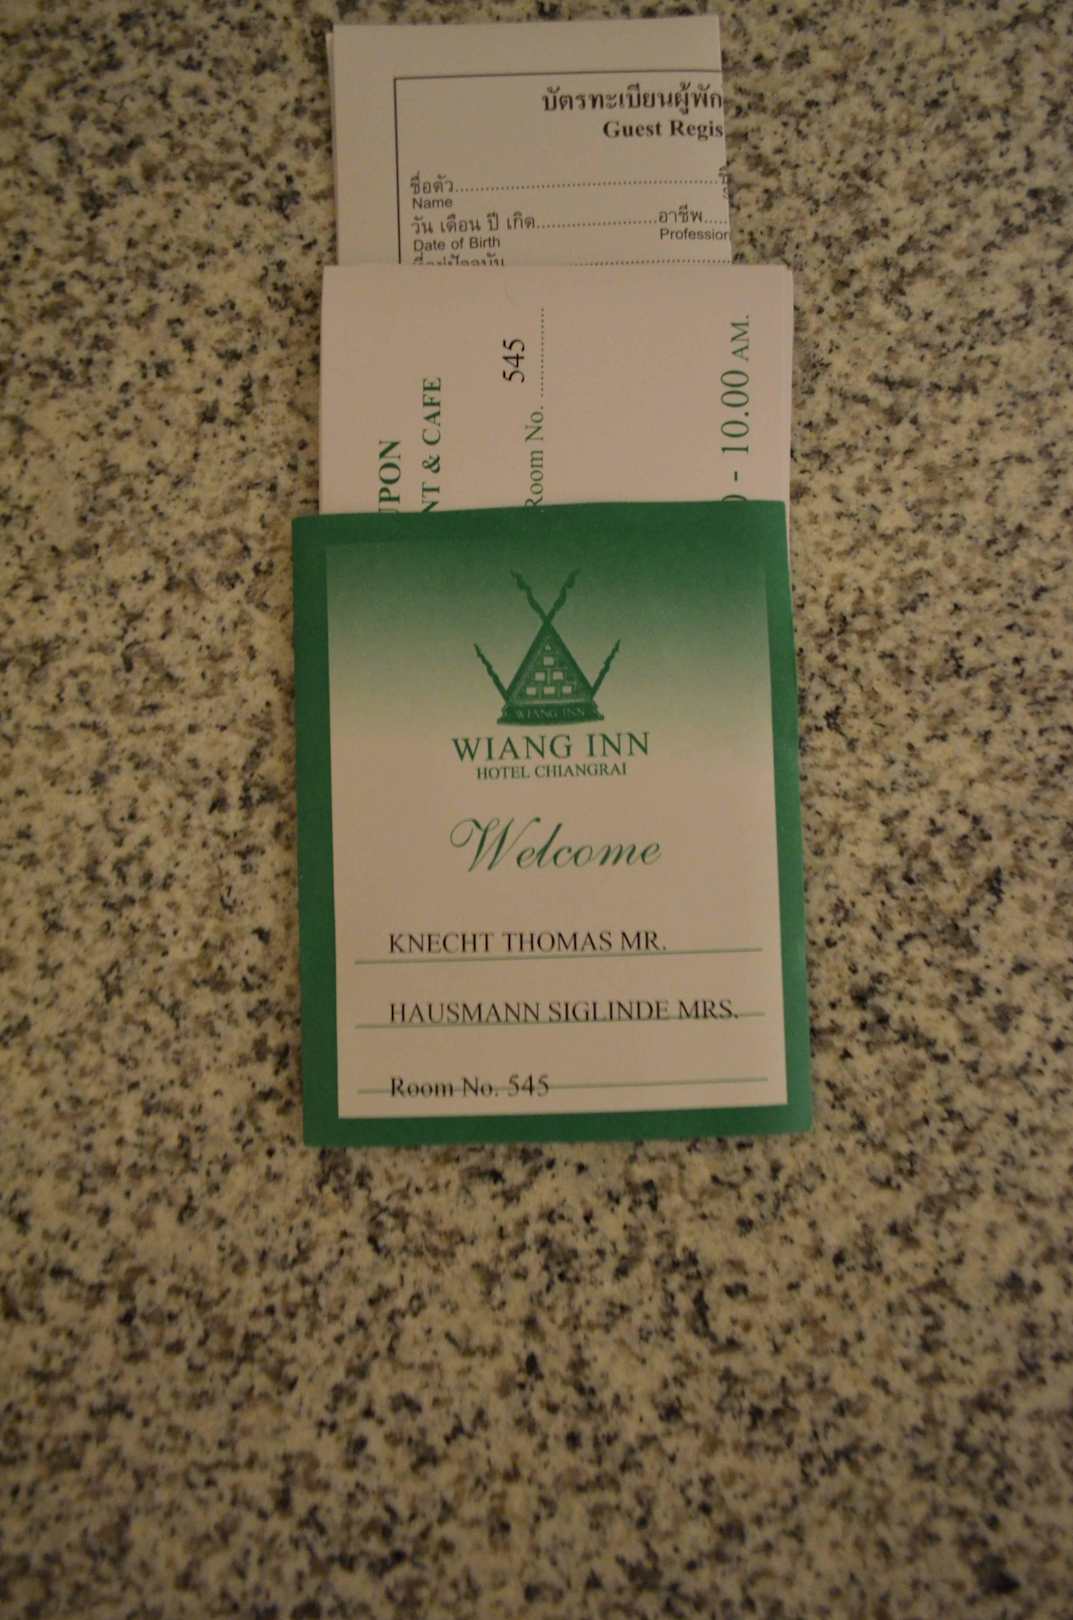 บัตรทะเบียนผู้พัก
Guest Regis
ชื่อตัว
Name
วัน เดือน ปี เกิด
อาชีพ
Date of Birth
Profession
UPON
NT & CAFE
Room No. 545
0 - 10.00 AM.
WIANG INN
WIANG INN
HOTEL CHIANGRAI
Welcome
KNECHT THOMAS MR.
HAUSMANN SIGLINDE MRS.
Room No. 545